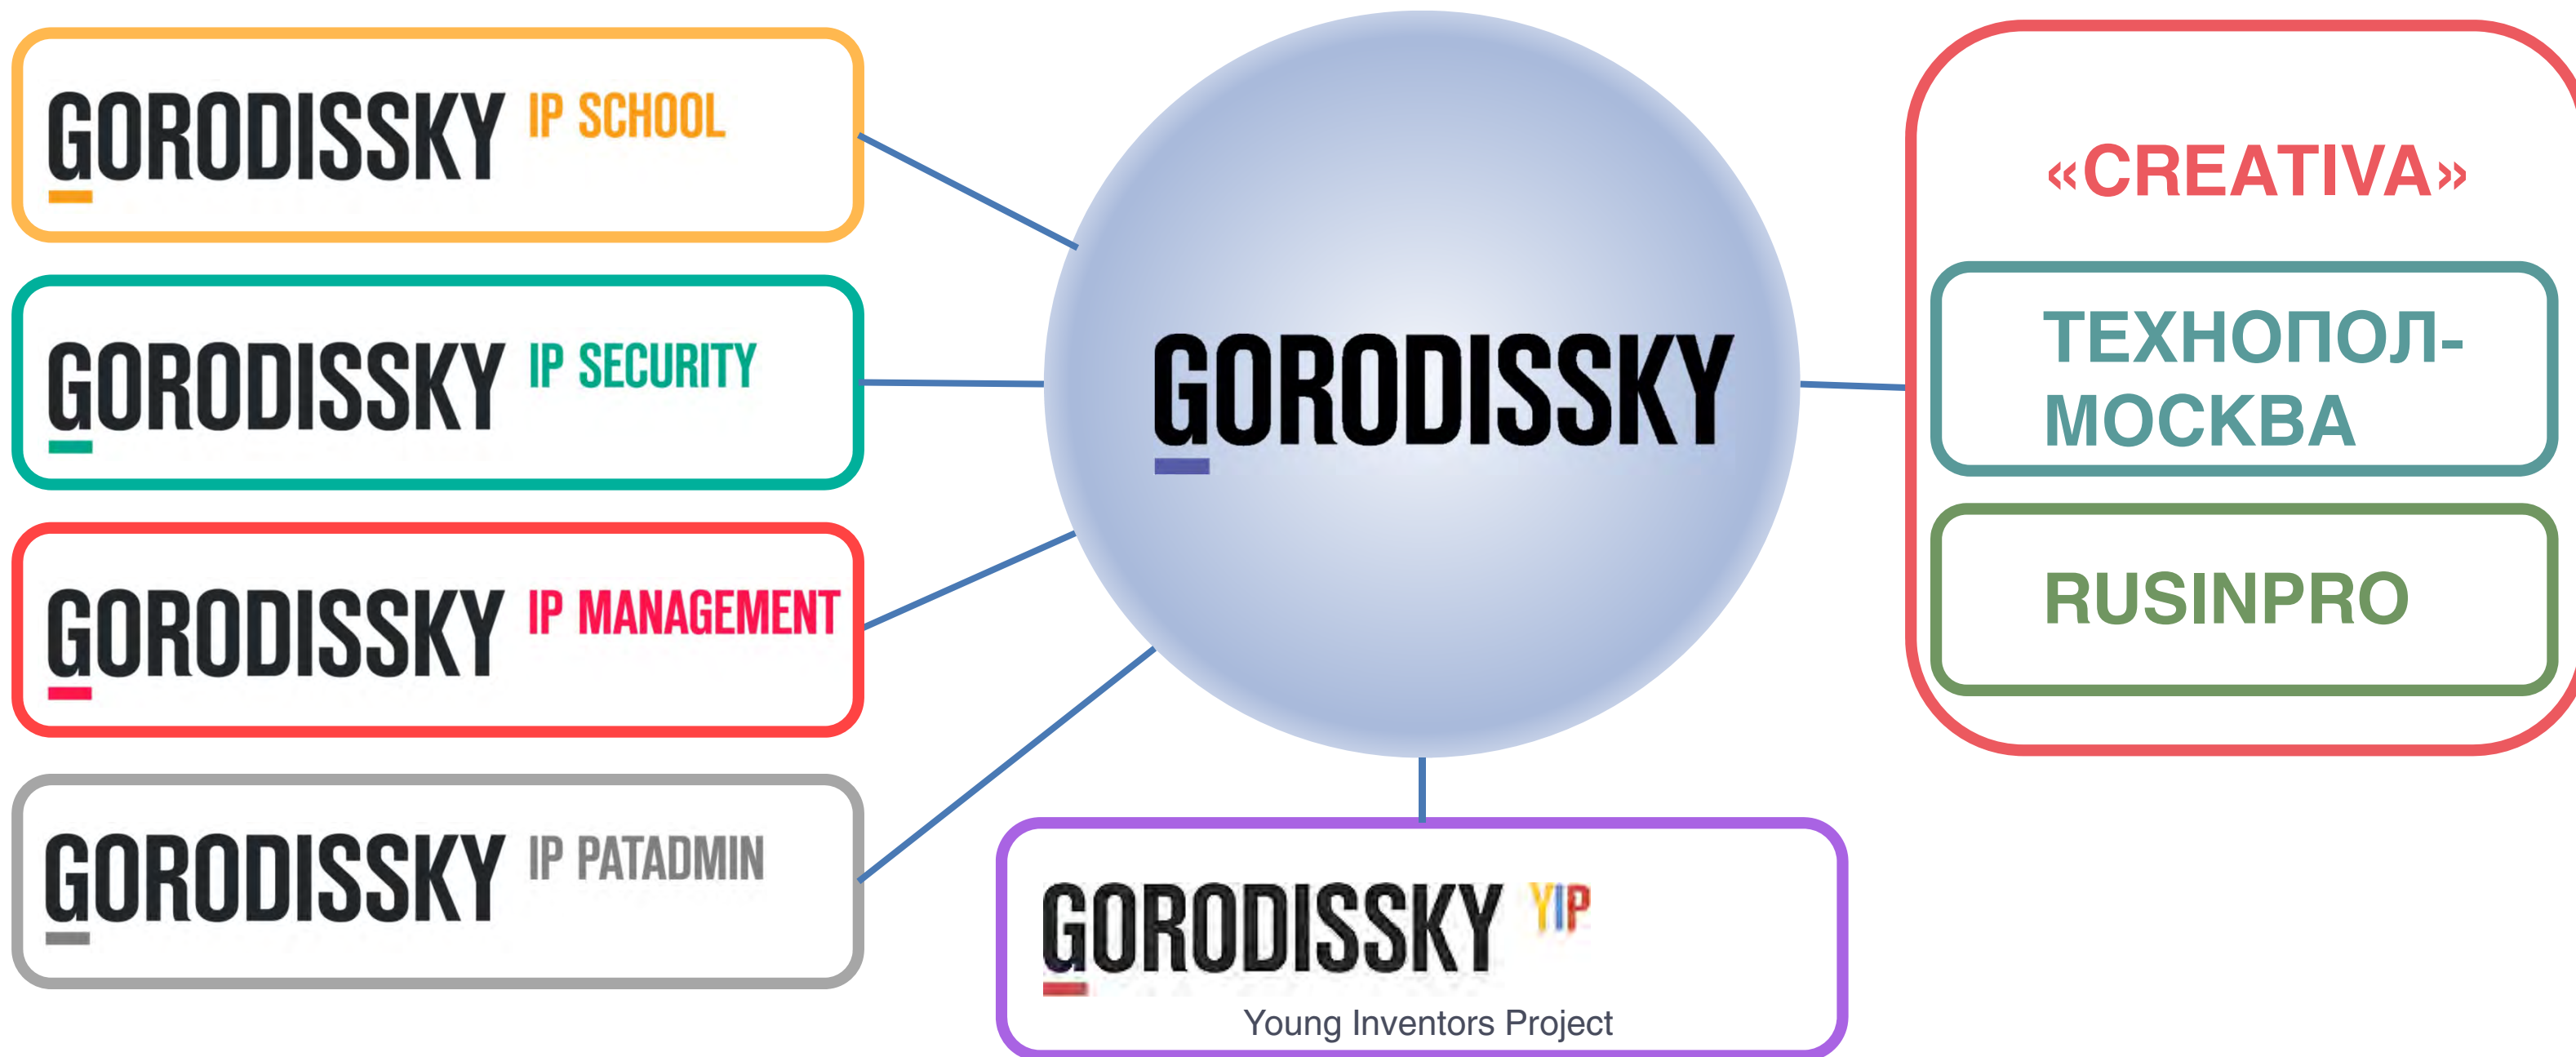 GORODISSKY IP SCHOOL
GORODISSKY IP SECURITY
GORODISSKY IP MANAGEMENT
GORODISSKY IP PATADMIN
GORODISSKY
GORODISSKY YIP
Young Inventors Project
«CREATIVA»
ТЕХНОПОЛ-
МОСКВА
RUSINPRO